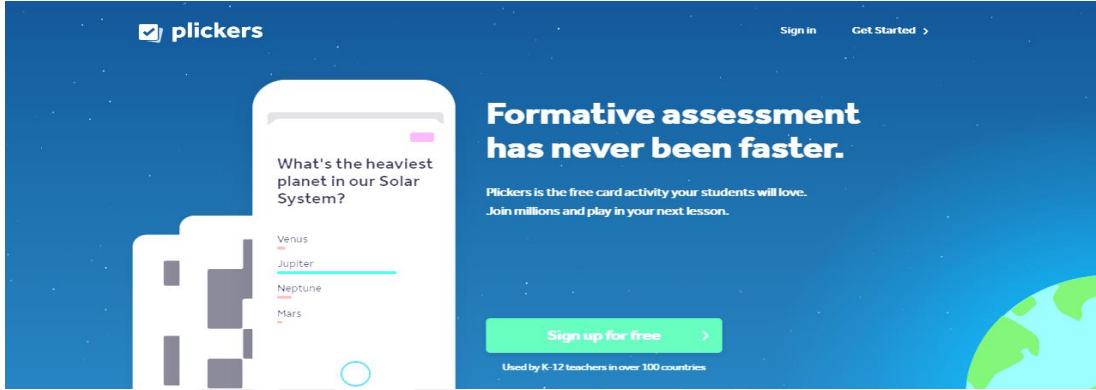 plickers
Sign in
Get Started
Formative assessment
has never been faster.
Plickers is the free card activity your students will love.
Join millions and play in your next lesson.
Sign up for free
Used by K-12 teachers in over 100 countries
What's the heaviest
planet in our Solar
System?
Venus
Jupiter
Neptune
Mars